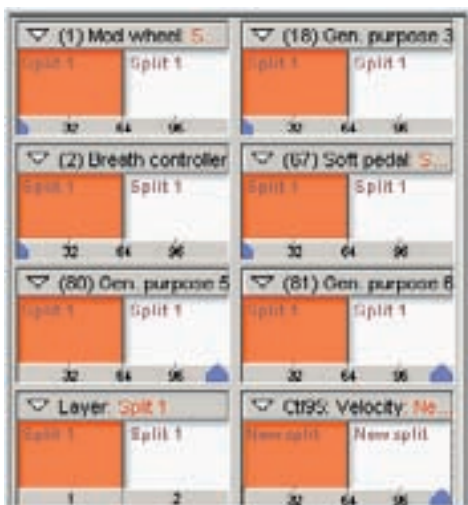 (1) Mod wheel: S...
(18) Gen. purpose 3
Split 1 Split 1
Split 1 Split 1
32 64 96
32 64 96
(2) Breath controller
(67) Soft pedal: S...
Split 1 Split 1
Split 1 Split 1
32 64 96
32 64 96
(80) Gen. purpose 5
(81) Gen. purpose 6
Split 1 Split 1
Split 1 Split 1
32 64 96
32 64 96
Layer: Split 1
Ctl95: Velocity: Ne...
Split 1 Split 1
New split New split
1 2
32 64 96